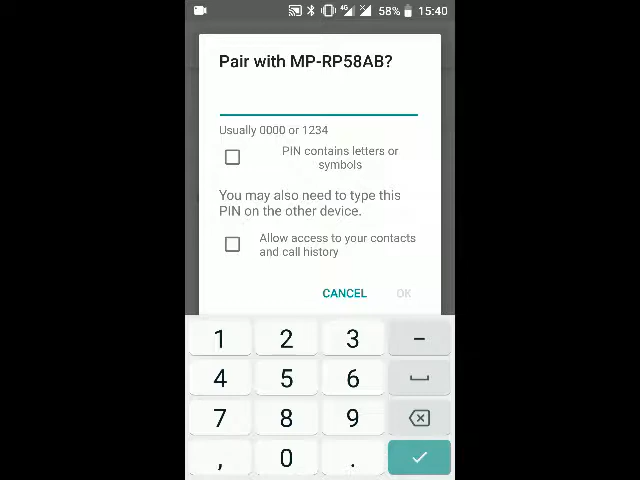 4G 58% 15:40
Pair with MP-RP58AB?
Usually 0000 or 1234
PIN contains letters or
symbols
You may also need to type this
PIN on the other device.
Allow access to your contacts
and call history
CANCEL OK
1 2 3 –
4 5 6
7 8 9
, 0 .